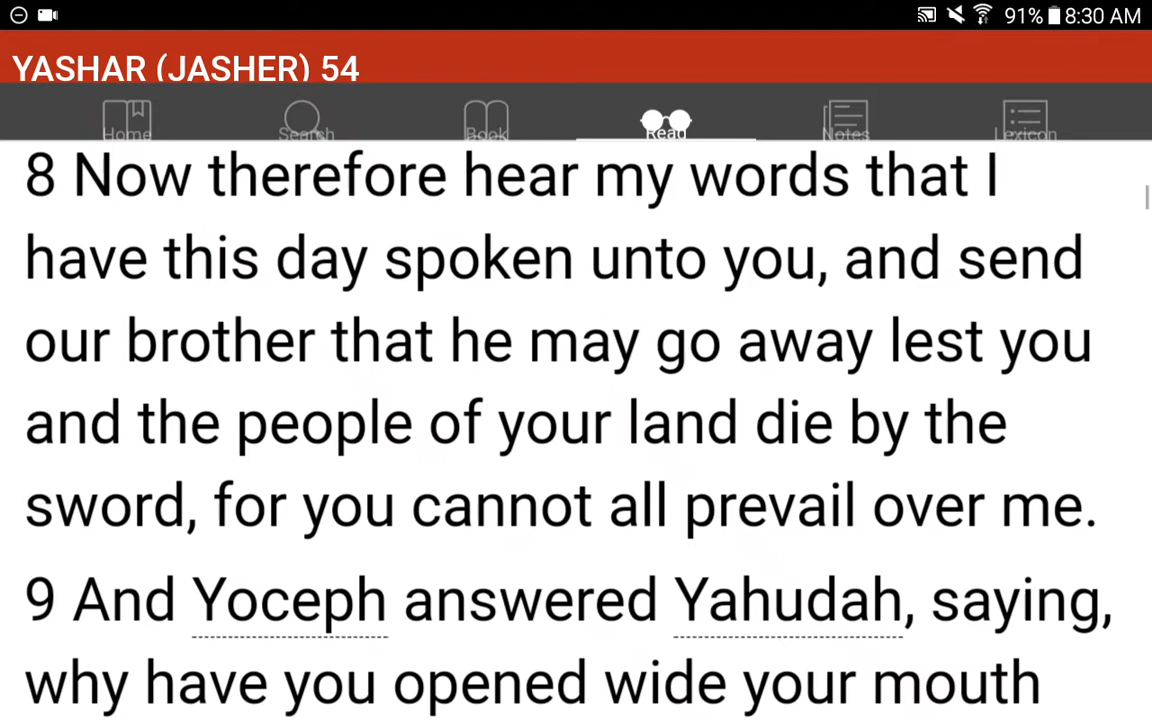 91% 8:30 AM
YASHAR (JASHER) 54
Home Search Book Read Notes Lexicon
8 Now therefore hear my words that I
have this day spoken unto you, and send
our brother that he may go away lest you
and the people of your land die by the
sword, for you cannot all prevail over me.
9 And Yoceph answered Yahudah, saying,
why have you opened wide your mouth